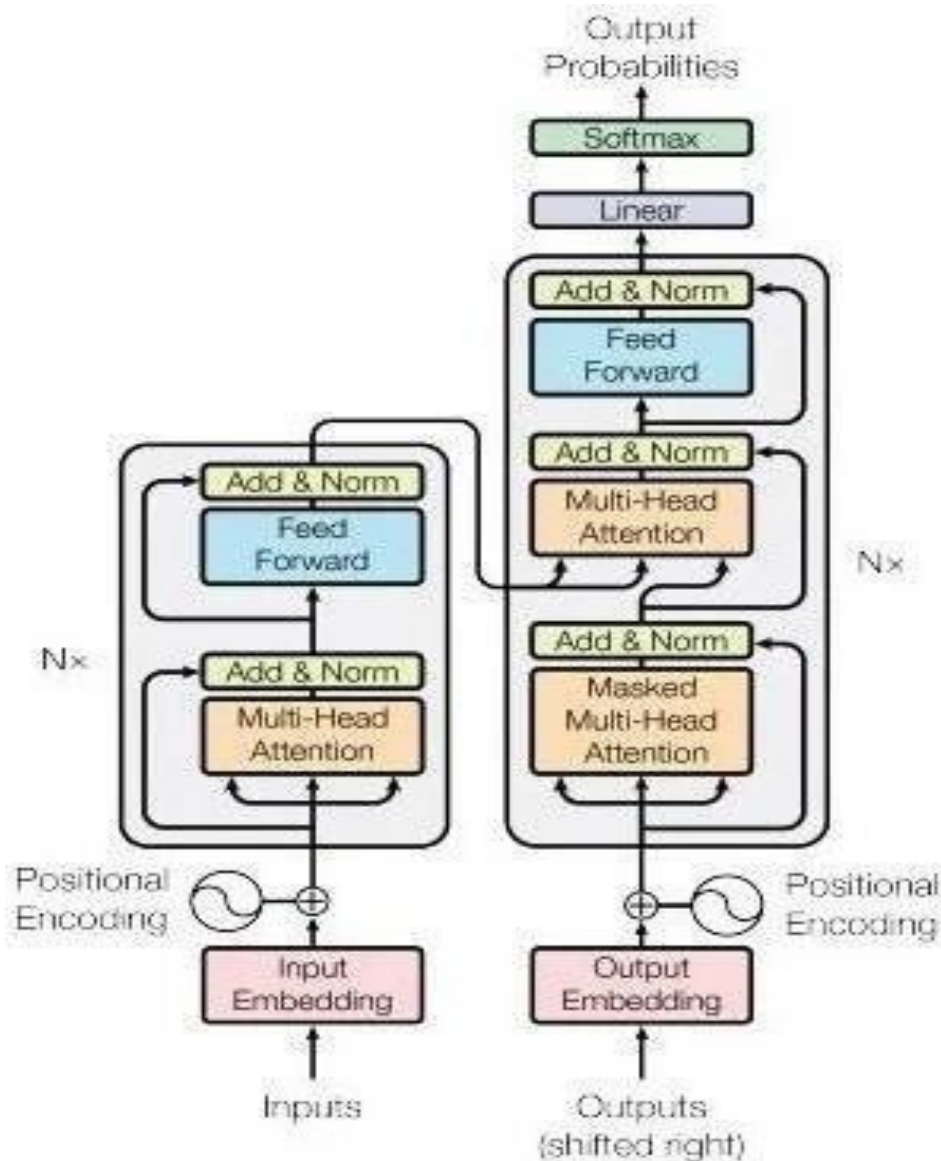 Output
Probabilities
Softmax
Linear
Add & Norm
Feed
Forward
Add & Norm
Multi-Head
Attention
Add & Norm
Masked
Multi-Head
Attention
Nx
Add & Norm
Feed
Forward
Add & Norm
Multi-Head
Attention
Nx
Positional
Encoding
Positional
Encoding
Input
Embedding
Output
Embedding
Inputs
Outputs
(shifted right)